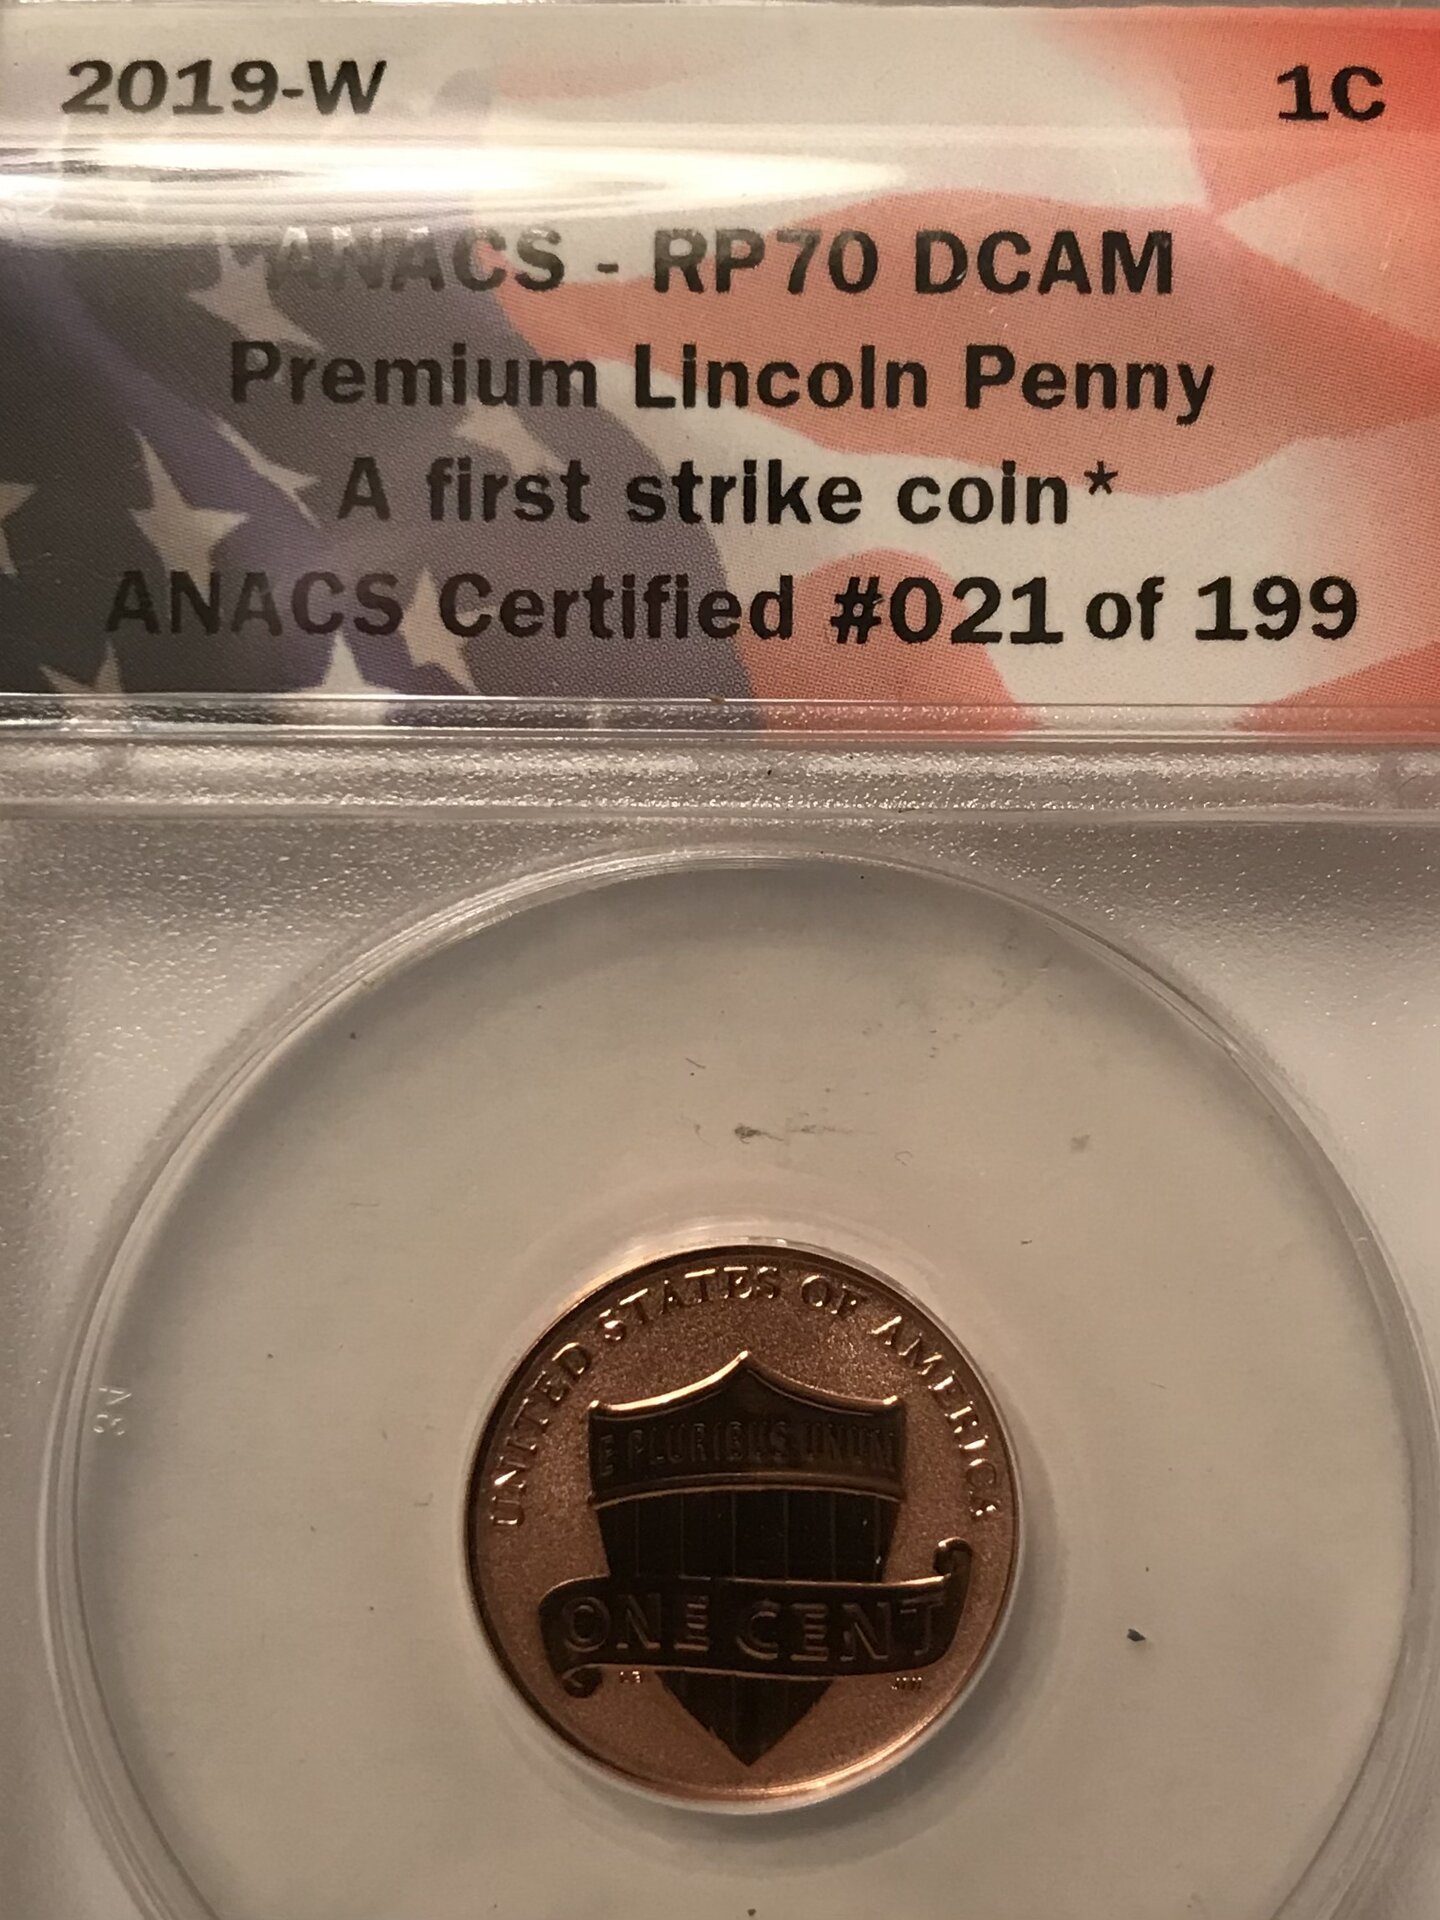 2019-W 1C
ANACS - RP70 DCAM
Premium Lincoln Penny
A first strike coin*
ANACS Certified #021 of 199
UNITED STATES OF AMERICA
E PLURIBUS UNUM
ONE CENT